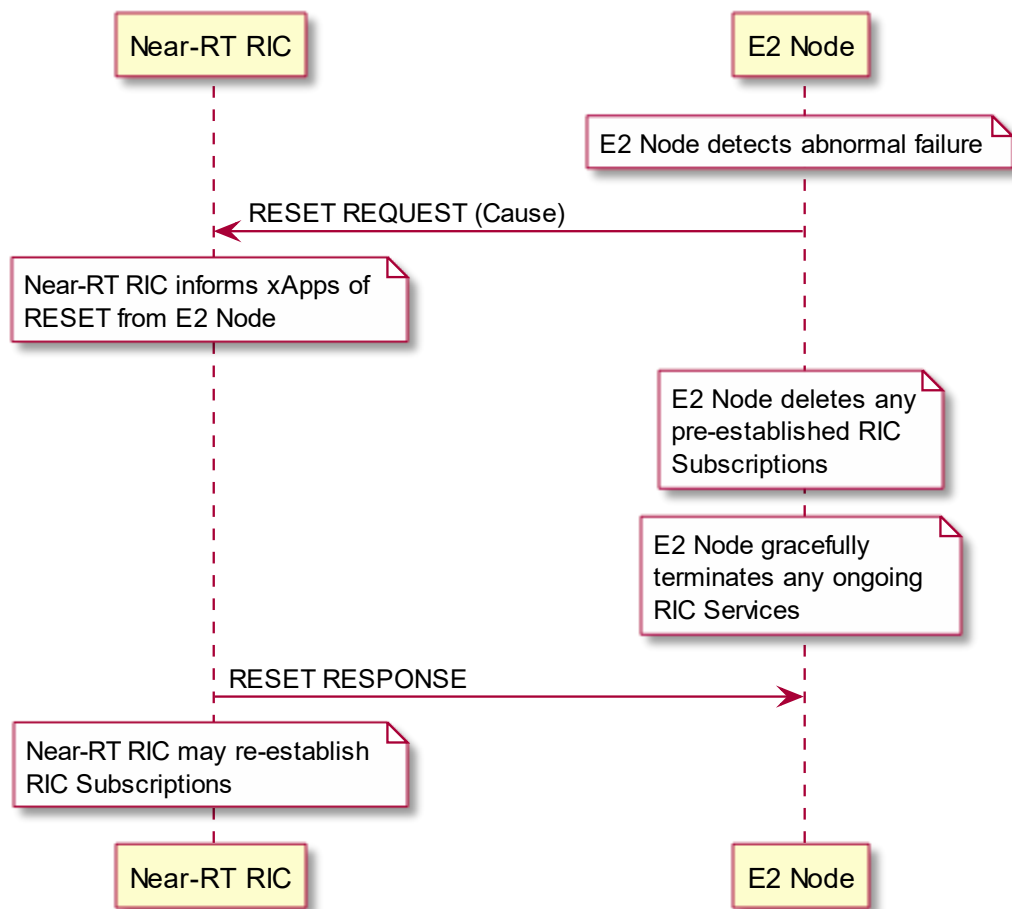 Near-RT RIC
E2 Node
E2 Node detects abnormal failure
RESET REQUEST (Cause)
Near-RT RIC informs xApps of
RESET from E2 Node
E2 Node deletes any
pre-established RIC
Subscriptions
E2 Node gracefully
terminates any ongoing
RIC Services
RESET RESPONSE
Near-RT RIC may re-establish
RIC Subscriptions
Near-RT RIC
E2 Node